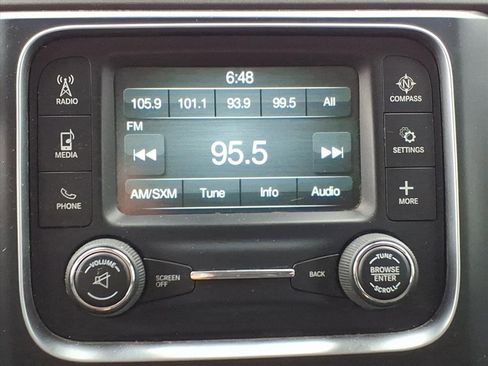 6:48
105.9 101.1 93.9 99.5 All
FM
95.5
AM/SXM Tune Info Audio
RADIO
MEDIA
PHONE
COMPASS
SETTINGS
MORE
VOLUME
SCREEN
OFF
BACK
TUNE
BROWSE
ENTER
SCROLL